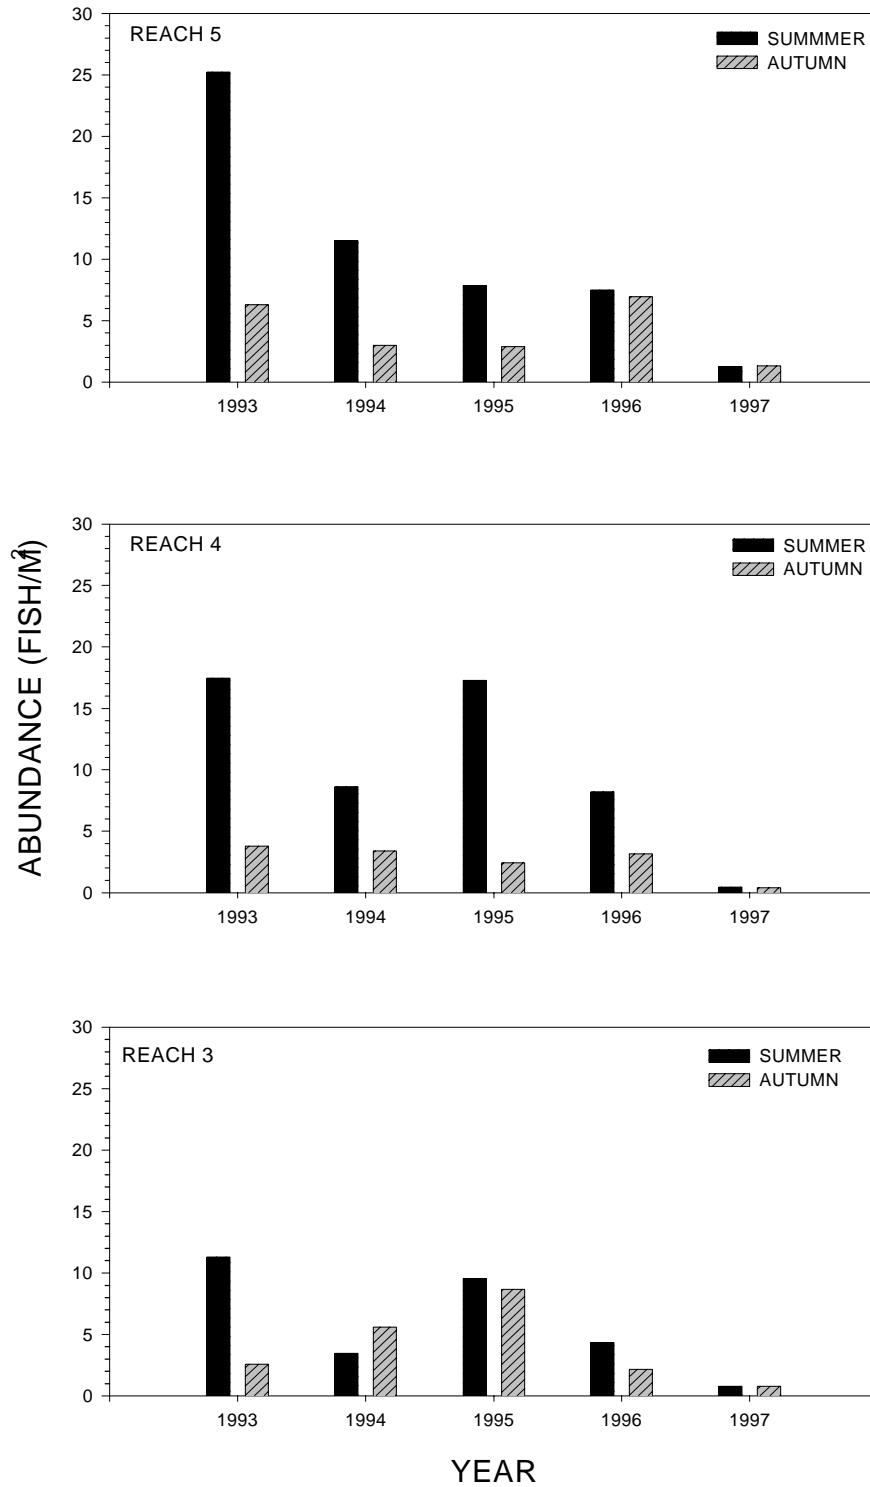 REACH 5
SUMMMER
AUTUMN
30
25
20
15
10
5
0
1993 1994 1995 1996 1997
ABUNDANCE (FISH/M2)
REACH 4
SUMMER
AUTUMN
30
25
20
15
10
5
0
1993 1994 1995 1996 1997
REACH 3
SUMMER
AUTUMN
30
25
20
15
10
5
0
1993 1994 1995 1996 1997
YEAR